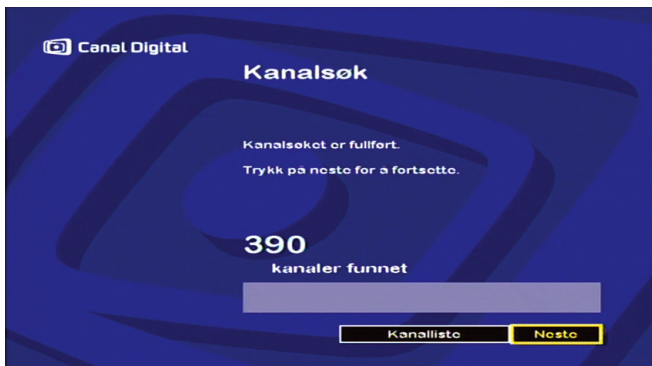 Canal Digital
Kanalsøk
Kanalsøket er fullført.
Trykk på neste for å fortsette.
390
kanaler funnet
Kanalliste
Neste